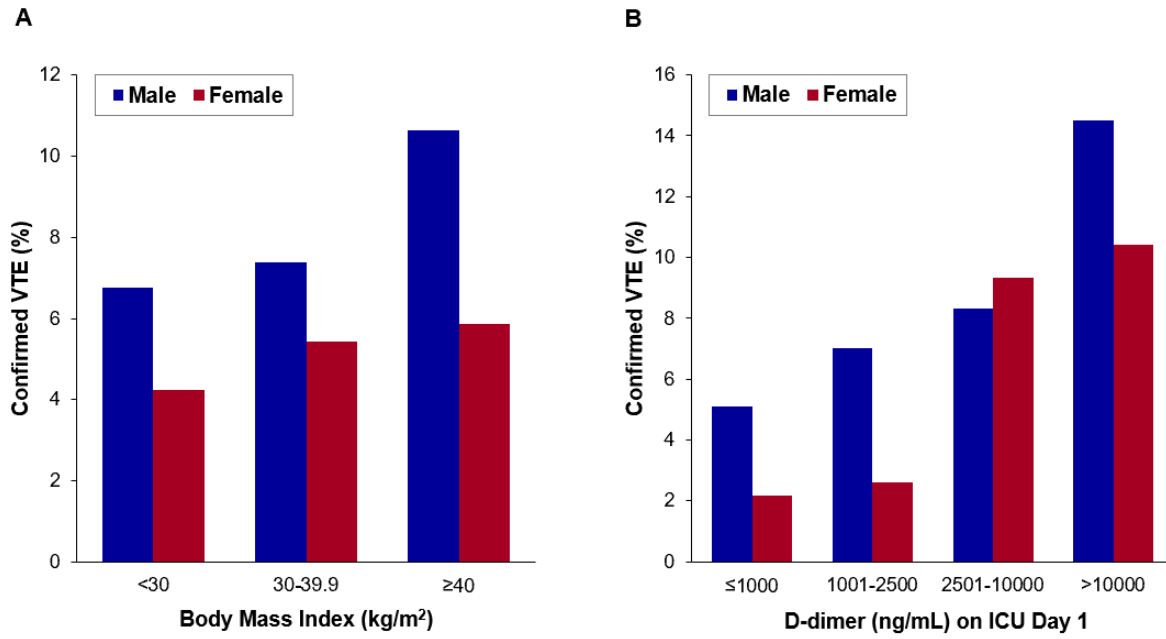 A
Confirmed VTE (%)
12
10
8
6
4
2
0
Male Female
<30 30-39.9 ≥40
Body Mass Index (kg/m²)
B
Confirmed VTE (%)
16
14
12
10
8
6
4
2
0
Male Female
≤1000 1001-2500 2501-10000 >10000
D-dimer (ng/mL) on ICU Day 1